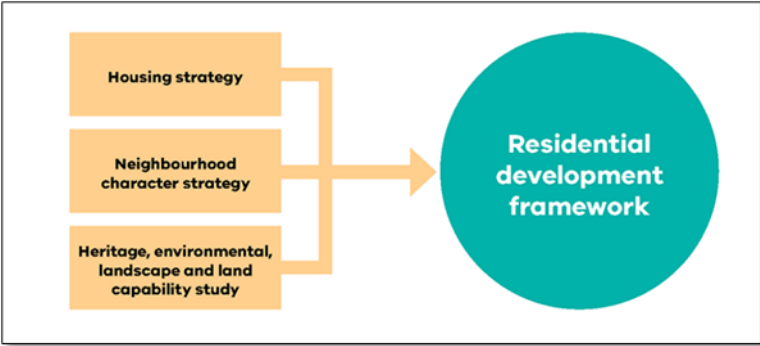 Housing strategy
Neighbourhood
character strategy
Heritage, environmental,
landscape and land
capability study
Residential
development
framework